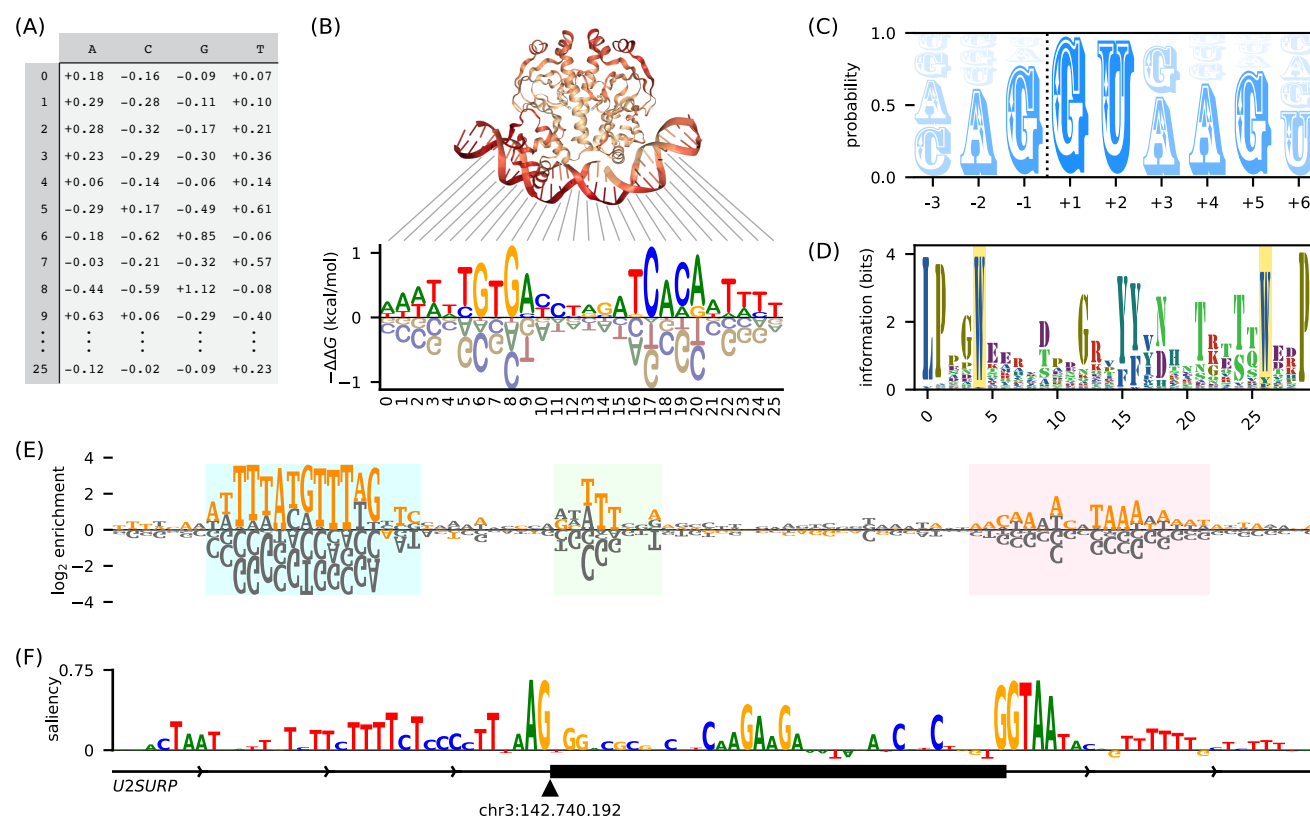 (A)
A C G T
0 +0.18 −0.16 −0.09 +0.07
1 +0.29 −0.28 −0.11 +0.10
2 +0.28 −0.32 −0.17 +0.21
3 +0.23 −0.29 −0.30 +0.36
4 +0.06 −0.14 −0.06 +0.14
5 −0.29 +0.17 −0.49 +0.61
6 −0.18 −0.62 +0.85 −0.06
7 −0.03 −0.21 −0.32 +0.57
8 −0.44 −0.59 +1.12 −0.08
9 +0.63 +0.06 −0.29 −0.40
25 −0.12 −0.02 −0.09 +0.23
(B)
−ΔΔG (kcal/mol)
1
0
−1
0 1 2 3 4 5 6 7 8 9 10 11 12 13 14 15 16 17 18 19 20 21 22 23 24 25
(C)
probability
1.0
0.5
0.0
C A G G U A A G U
-3 -2 -1 +1 +2 +3 +4 +5 +6
(D)
information (bits)
4
2
0
0 5 10 15 20 25
(E)
log2 enrichment
4
2
0
−2
−4
(F)
saliency
0.75
0
U2SURP
chr3:142,740,192